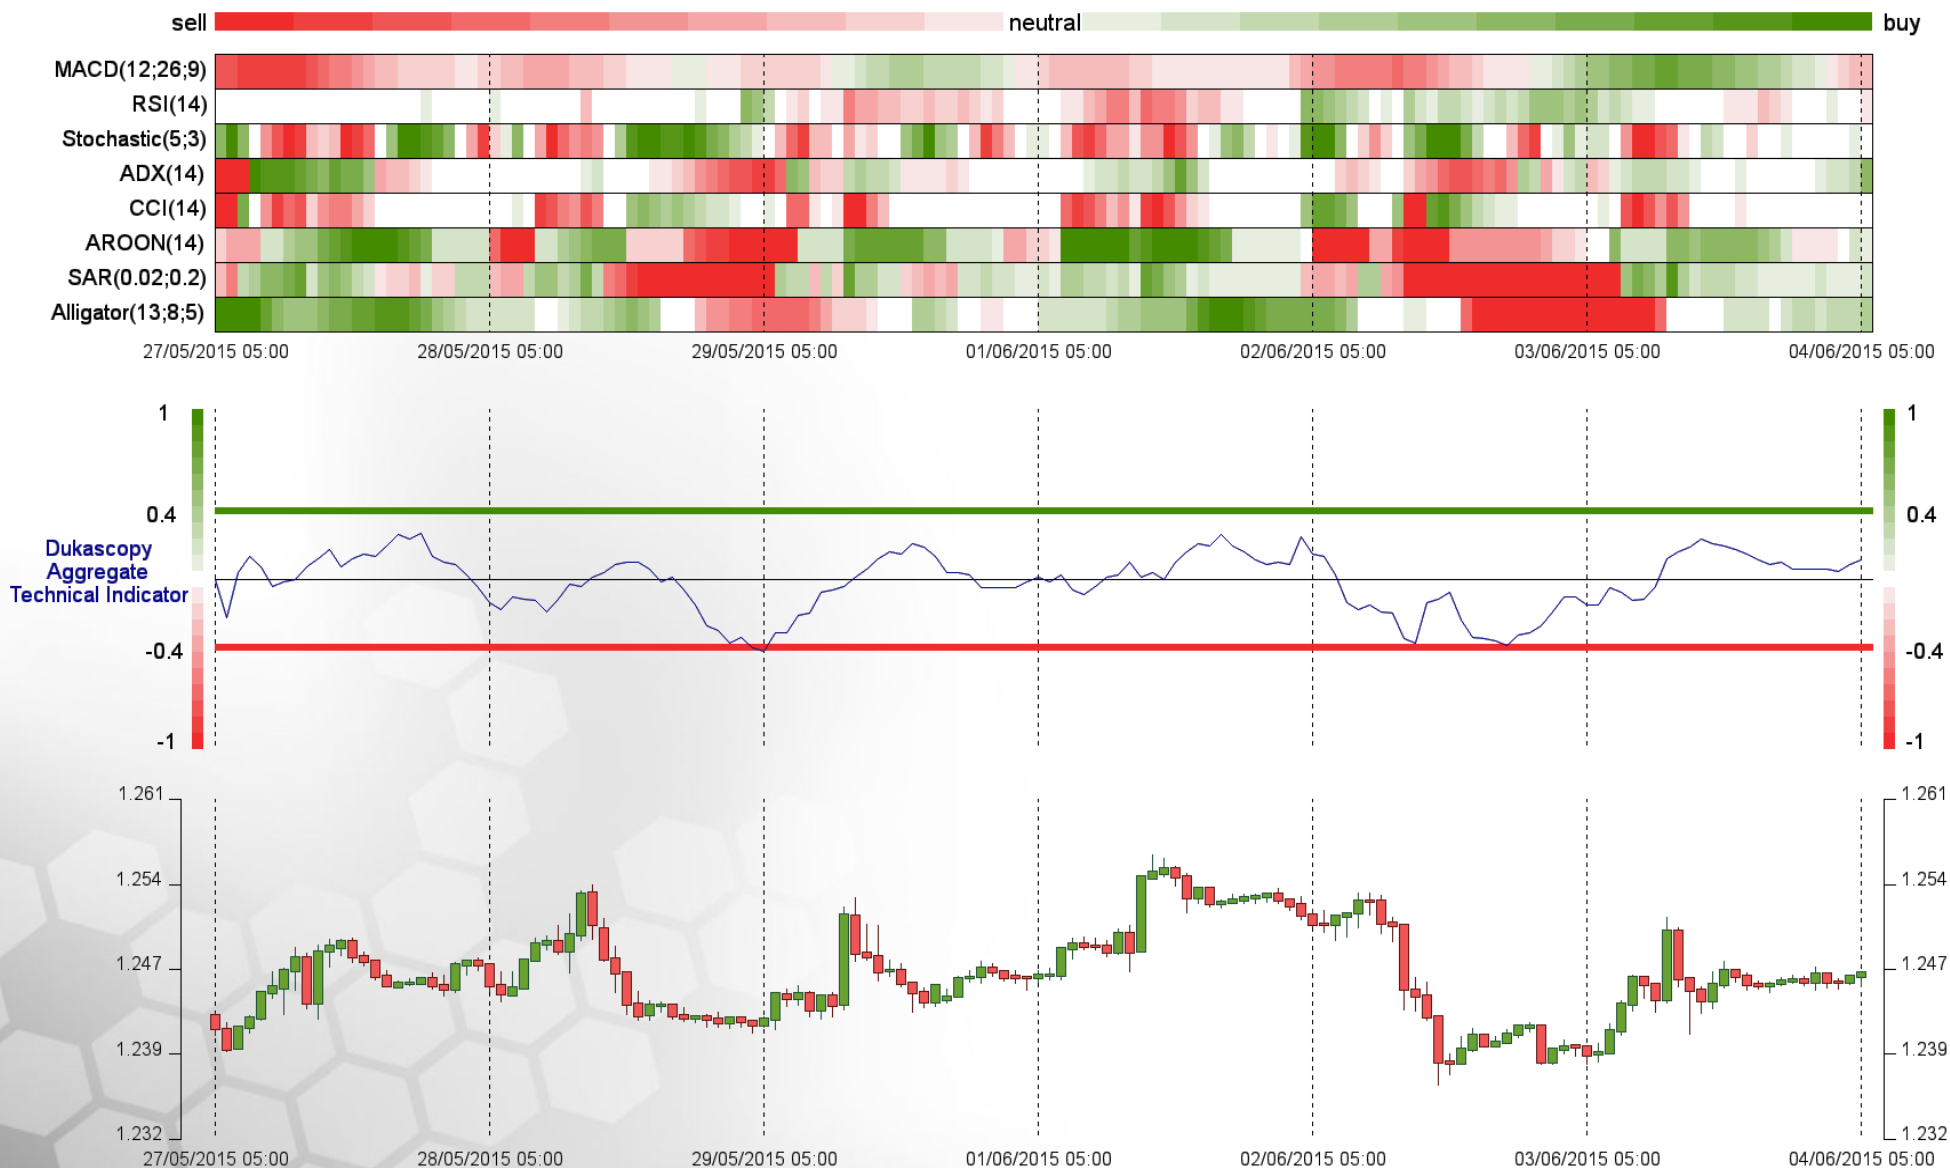 sell neutral buy
MACD(12;26;9)
RSI(14)
Stochastic(5;3)
ADX(14)
CCI(14)
AROON(14)
SAR(0.02;0.2)
Alligator(13;8;5)
27/05/2015 05:00 28/05/2015 05:00 29/05/2015 05:00 01/06/2015 05:00 02/06/2015 05:00 03/06/2015 05:00 04/06/2015 05:00
1 1
0.4 0.4
Dukascopy
Aggregate
Technical Indicator
-0.4 -0.4
-1 -1
1.261 1.261
1.254 1.254
1.247 1.247
1.239 1.239
1.232 1.232
27/05/2015 05:00 28/05/2015 05:00 29/05/2015 05:00 01/06/2015 05:00 02/06/2015 05:00 03/06/2015 05:00 04/06/2015 05:00